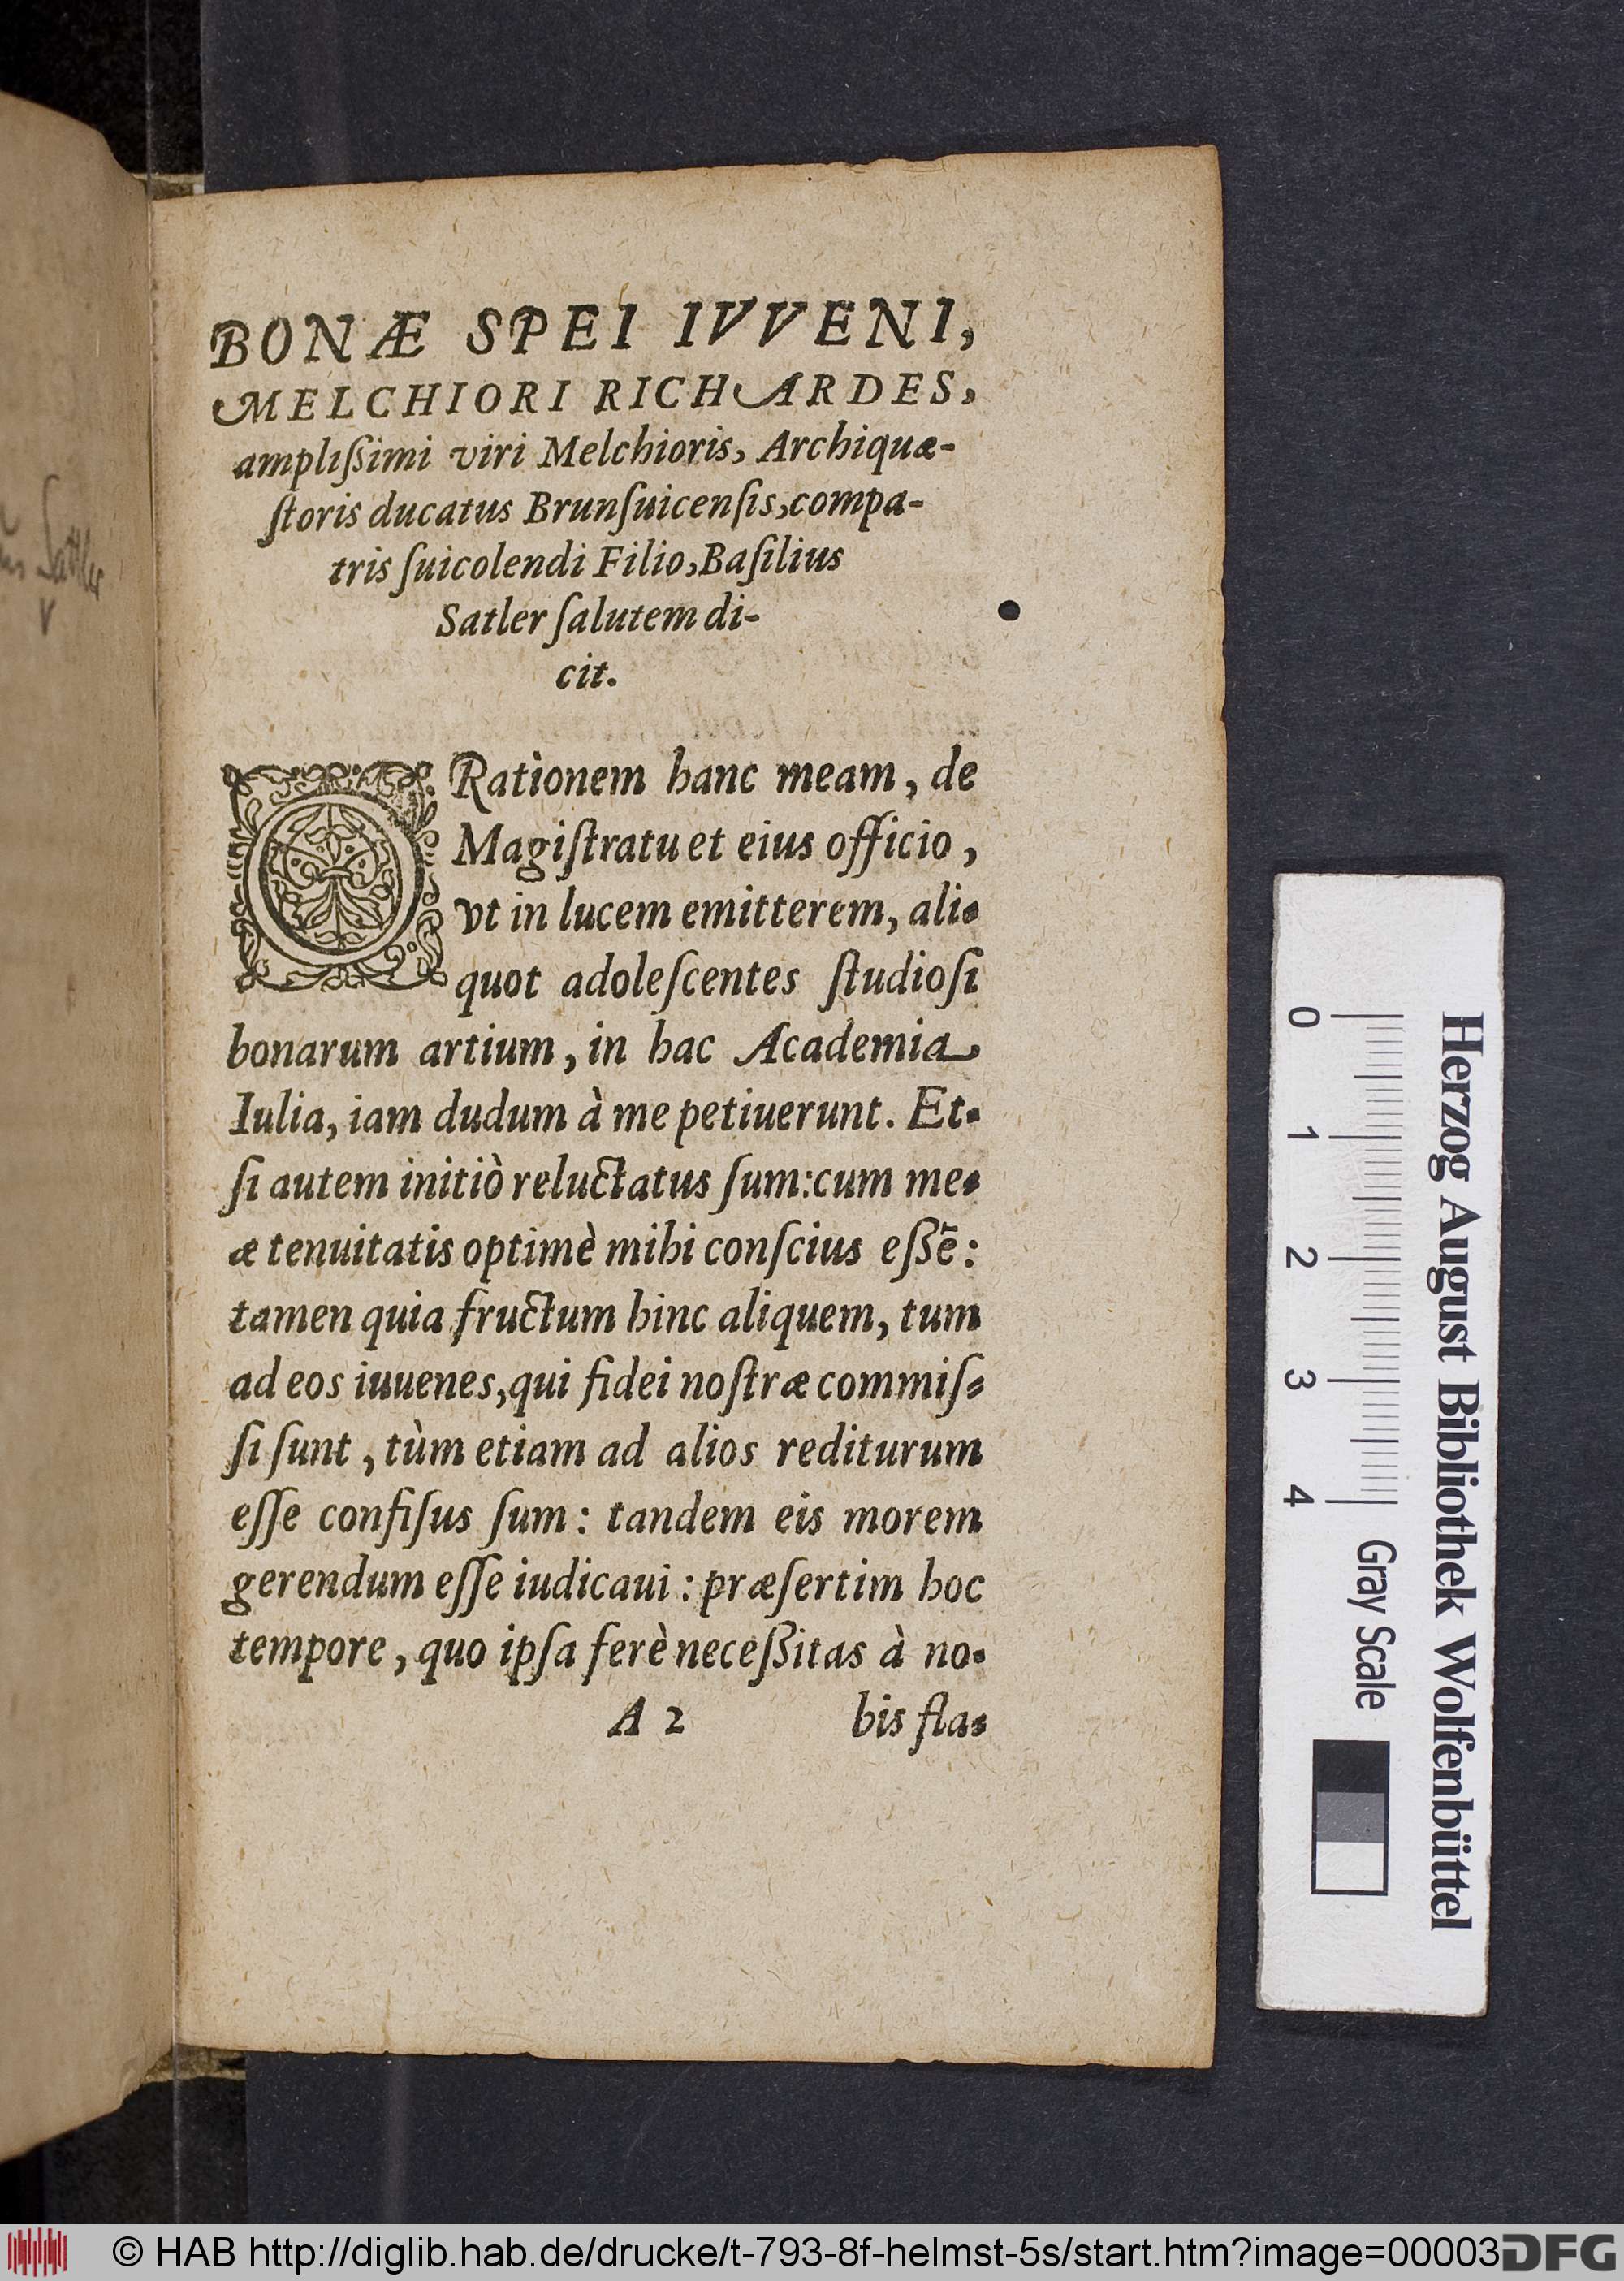 BONÆ SPEI IVVENI,
MELCHIORI RICHARDES,
ampliſsimi viri Melchioris, Archiquæ-
ſtoris ducatus Brunſuicenſis, compa-
tris ſui colendi Filio, Baſilius
Satler ſalutem di-
cit.
ORationem hanc meam, de
Magiſtratu et eius officio,
vt in lucem emitterem, ali-
quot adoleſcentes ſtudioſi
bonarum artium, in hac Academia
Iulia, iam dudum à me petiuerunt. Et-
ſi autem initiò reluctatus ſum: cum me-
æ tenuitatis optimè mihi conſcius eßē:
tamen quia fructum hinc aliquem, tum
ad eos iuuenes, qui fidei noſtræ commiſ-
ſi ſunt, tùm etiam ad alios rediturum
eſſe confiſus ſum: tandem eis morem
gerendum eſſe iudicaui: præſertim hoc
tempore, quo ipſa ferè neceßitas à no-
A 2 bis fla-
Herzog August Bibliothek Wolfenbüttel
0 1 2 3 4 Gray Scale
© HAB http://diglib.hab.de/drucke/t-793-8f-helmst-5s/start.htm?image=00003
DFG